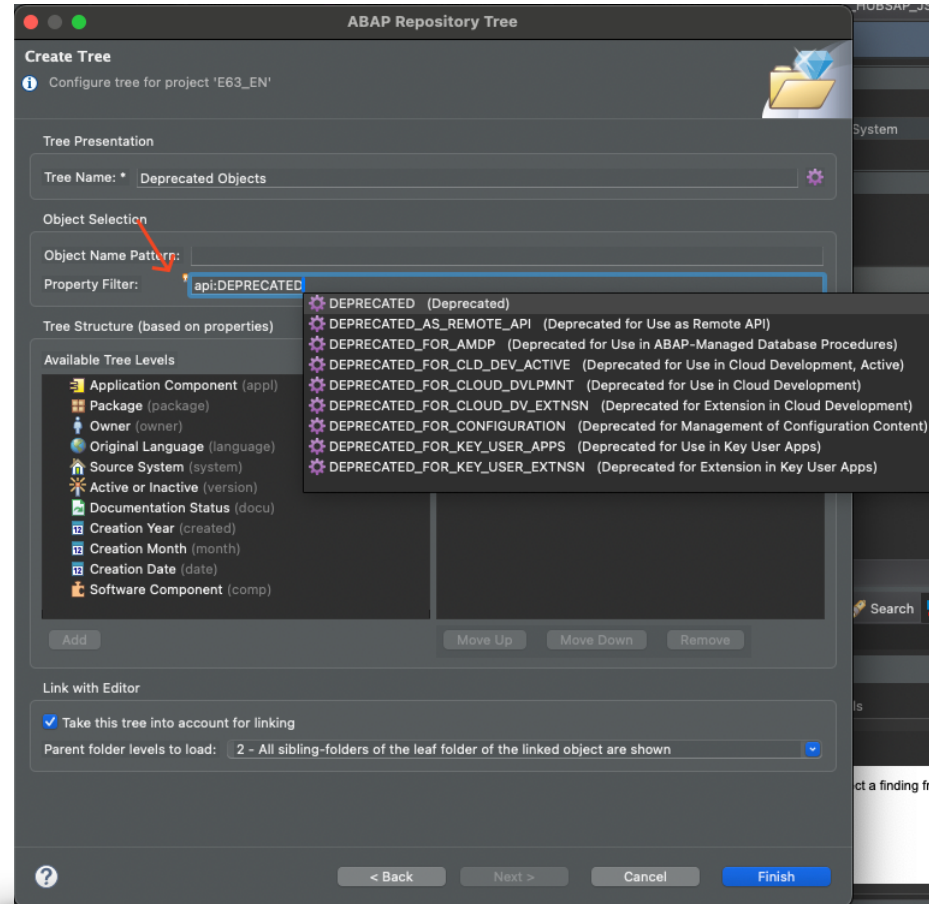 _HUBSAP_JS
ABAP Repository Tree
Create Tree
Configure tree for project 'E63_EN'
System
Tree Presentation
Tree Name: * Deprecated Objects
Object Selection
Object Name Pattern:
Property Filter: api:DEPRECATED
DEPRECATED (Deprecated)
DEPRECATED_AS_REMOTE_API (Deprecated for Use as Remote API)
DEPRECATED_FOR_AMDP (Deprecated for Use in ABAP-Managed Database Procedures)
DEPRECATED_FOR_CLD_DEV_ACTIVE (Deprecated for Use in Cloud Development, Active)
DEPRECATED_FOR_CLOUD_DVLPMNT (Deprecated for Use in Cloud Development)
DEPRECATED_FOR_CLOUD_DV_EXTNSN (Deprecated for Extension in Cloud Development)
DEPRECATED_FOR_CONFIGURATION (Deprecated for Management of Configuration Content)
DEPRECATED_FOR_KEY_USER_APPS (Deprecated for Use in Key User Apps)
DEPRECATED_FOR_KEY_USER_EXTNSN (Deprecated for Extension in Key User Apps)
Tree Structure (based on properties)
Available Tree Levels
Application Component (appl)
Package (package)
Owner (owner)
Original Language (language)
Source System (system)
Active or Inactive (version)
Documentation Status (docu)
12 Creation Year (created)
12 Creation Month (month)
12 Creation Date (date)
Software Component (comp)
Search
Add Move Up Move Down Remove
Link with Editor
ls
Take this tree into account for linking
Parent folder levels to load: 2 - All sibling-folders of the leaf folder of the linked object are shown
ct a finding fr
? < Back Next > Cancel Finish